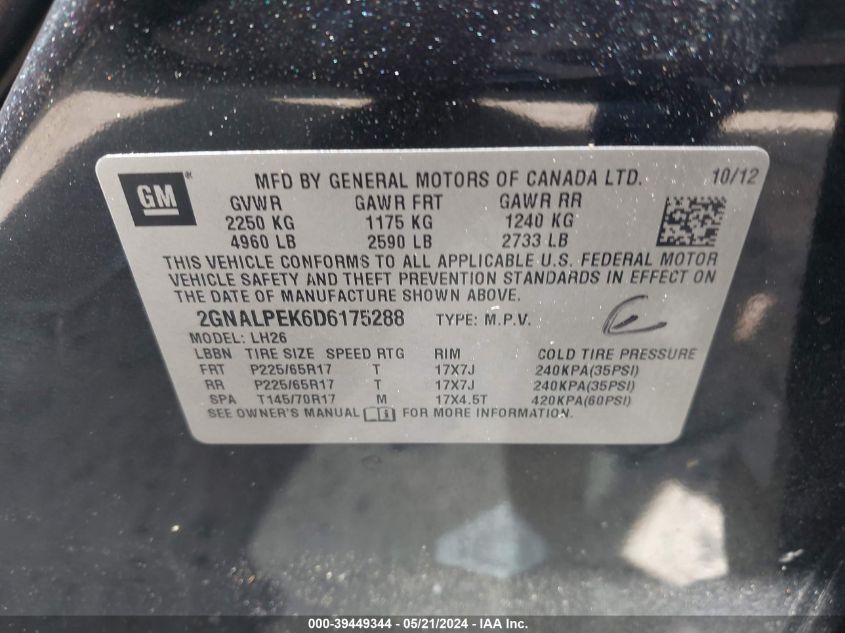 GM
MFD BY GENERAL MOTORS OF CANADA LTD. 10/12
GVWR GAWR FRT GAWR RR
2250 KG 1175 KG 1240 KG
4960 LB 2590 LB 2733 LB
THIS VEHICLE CONFORMS TO ALL APPLICABLE U.S. FEDERAL MOTOR
VEHICLE SAFETY AND THEFT PREVENTION STANDARDS IN EFFECT ON
THE DATE OF MANUFACTURE SHOWN ABOVE.
2GNALPEK6D6175288 TYPE: M.P.V.
MODEL: LH26
LBBN TIRE SIZE SPEED RTG RIM COLD TIRE PRESSURE
FRT P225/65R17 T 17X7J 240KPA(35PSI)
RR P225/65R17 T 17X7J 240KPA(35PSI)
SPA T145/70R17 M 17X4.5T 420KPA(60PSI)
SEE OWNER'S MANUAL i FOR MORE INFORMATION.
000-39449344 / 05/21/2024 - IAA Inc.